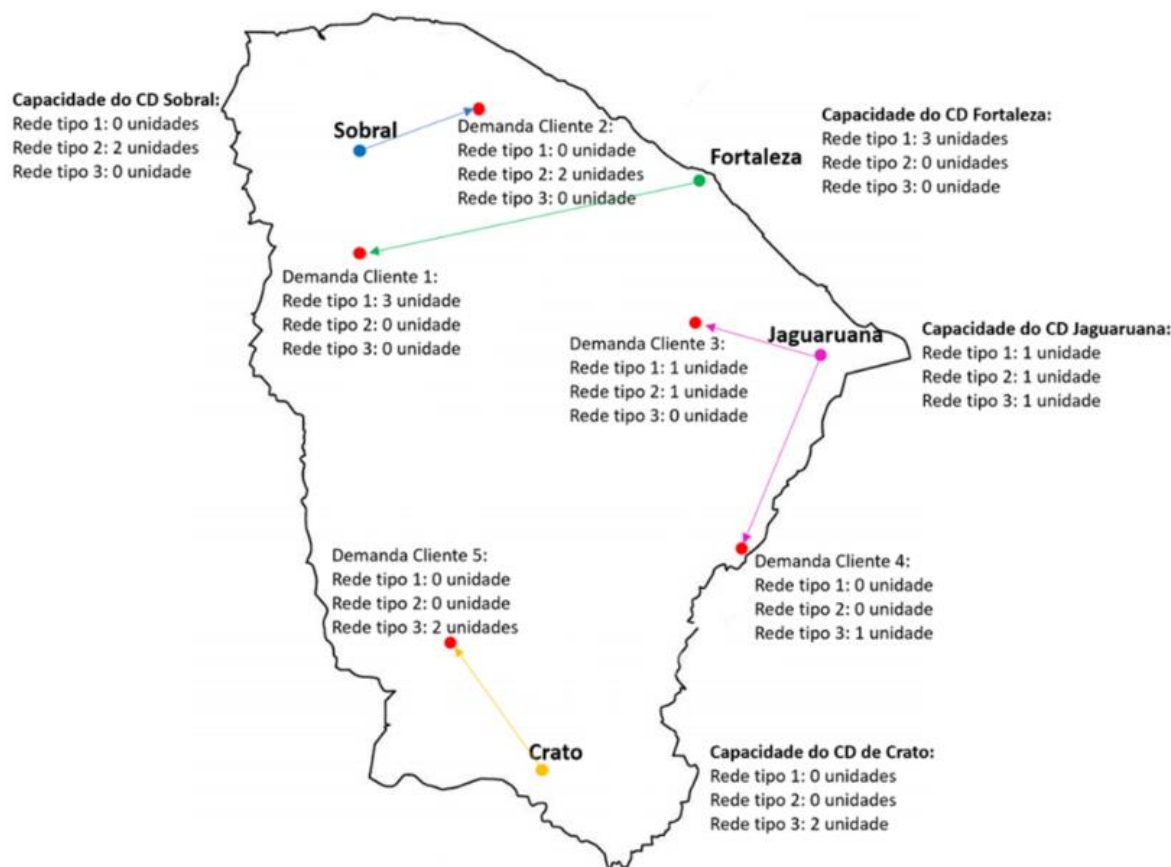 Capacidade do CD Sobral:
Rede tipo 1: 0 unidades
Rede tipo 2: 2 unidades
Rede tipo 3: 0 unidade
Sobral
Demanda Cliente 2:
Rede tipo 1: 0 unidade
Rede tipo 2: 2 unidades
Rede tipo 3: 0 unidade
Fortaleza
Capacidade do CD Fortaleza:
Rede tipo 1: 3 unidades
Rede tipo 2: 0 unidades
Rede tipo 3: 0 unidade
Demanda Cliente 1:
Rede tipo 1: 3 unidade
Rede tipo 2: 0 unidade
Rede tipo 3: 0 unidade
Demanda Cliente 3:
Rede tipo 1: 1 unidade
Rede tipo 2: 1 unidade
Rede tipo 3: 0 unidade
Jaguaruana
Capacidade do CD Jaguaruana:
Rede tipo 1: 1 unidade
Rede tipo 2: 1 unidade
Rede tipo 3: 1 unidade
Demanda Cliente 5:
Rede tipo 1: 0 unidade
Rede tipo 2: 0 unidade
Rede tipo 3: 2 unidades
Demanda Cliente 4:
Rede tipo 1: 0 unidade
Rede tipo 2: 0 unidade
Rede tipo 3: 1 unidade
Crato
Capacidade do CD de Crato:
Rede tipo 1: 0 unidades
Rede tipo 2: 0 unidades
Rede tipo 3: 2 unidade